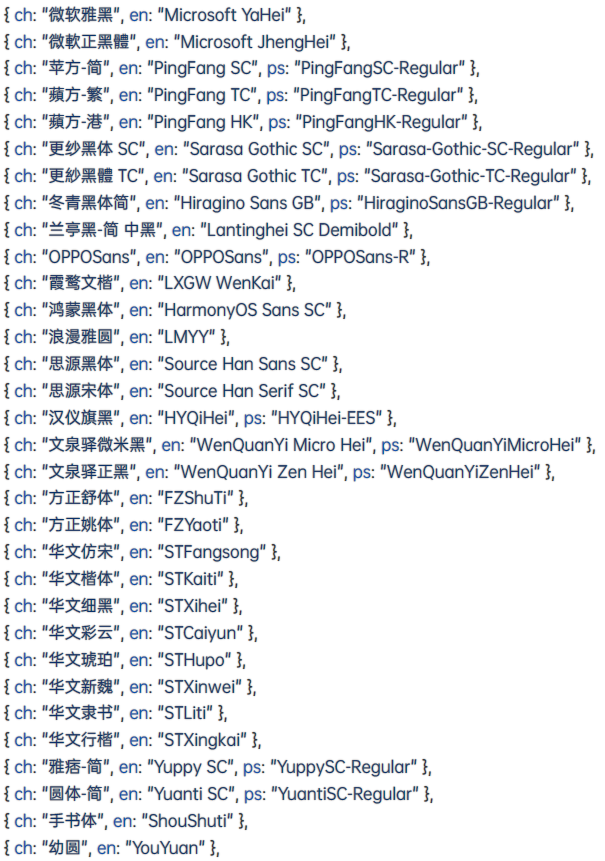 { ch: "微软雅黑", en: "Microsoft YaHei" },
{ ch: "微軟正黑體", en: "Microsoft JhengHei" },
{ ch: "苹方-简", en: "PingFang SC", ps: "PingFangSC-Regular" },
{ ch: "蘋方-繁", en: "PingFang TC", ps: "PingFangTC-Regular" },
{ ch: "蘋方-港", en: "PingFang HK", ps: "PingFangHK-Regular" },
{ ch: "更纱黑体 SC", en: "Sarasa Gothic SC", ps: "Sarasa-Gothic-SC-Regular" },
{ ch: "更紗黑體 TC", en: "Sarasa Gothic TC", ps: "Sarasa-Gothic-TC-Regular" },
{ ch: "冬青黑体简", en: "Hiragino Sans GB", ps: "HiraginoSansGB-Regular" },
{ ch: "兰亭黑-简 中黑", en: "Lantinghei SC Demibold" },
{ ch: "OPPOSans", en: "OPPOSans", ps: "OPPOSans-R" },
{ ch: "霞鹜文楷", en: "LXGW WenKai" },
{ ch: "鸿蒙黑体", en: "HarmonyOS Sans SC" },
{ ch: "浪漫雅圆", en: "LMYY" },
{ ch: "思源黑体", en: "Source Han Sans SC" },
{ ch: "思源宋体", en: "Source Han Serif SC" },
{ ch: "汉仪旗黑", en: "HYQiHei", ps: "HYQiHei-EES" },
{ ch: "文泉驿微米黑", en: "WenQuanYi Micro Hei", ps: "WenQuanYiMicroHei" },
{ ch: "文泉驿正黑", en: "WenQuanYi Zen Hei", ps: "WenQuanYiZenHei" },
{ ch: "方正舒体", en: "FZShuTi" },
{ ch: "方正姚体", en: "FZYaoti" },
{ ch: "华文仿宋", en: "STFangsong" },
{ ch: "华文楷体", en: "STKaiti" },
{ ch: "华文细黑", en: "STXihei" },
{ ch: "华文彩云", en: "STCaiyun" },
{ ch: "华文琥珀", en: "STHupo" },
{ ch: "华文新魏", en: "STXinwei" },
{ ch: "华文隶书", en: "STLiti" },
{ ch: "华文行楷", en: "STXingkai" },
{ ch: "雅痞-简", en: "Yuppy SC", ps: "YuppySC-Regular" },
{ ch: "圆体-简", en: "Yuanti SC", ps: "YuantiSC-Regular" },
{ ch: "手书体", en: "ShouShuti" },
{ ch: "幼圆", en: "YouYuan" },